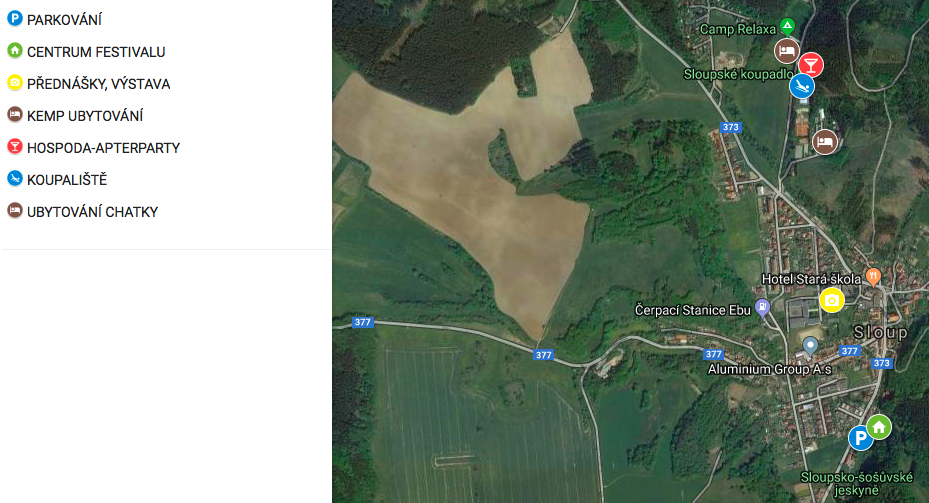 PARKOVÁNÍ
CENTRUM FESTIVALU
PŘEDNÁŠKY, VÝSTAVA
KEMP UBYTOVÁNÍ
HOSPODA-APTERPARTY
KOUPALIŠTĚ
UBYTOVÁNÍ CHATKY
Camp Relaxa
Sloupské koupadlo
373
Hotel Stará škola
Čerpací Stanice Ebu
377
Sloup
377
377
377
373
Aluminium Group A.s
P
P
Sloupsko-šošůvské
jeskyně